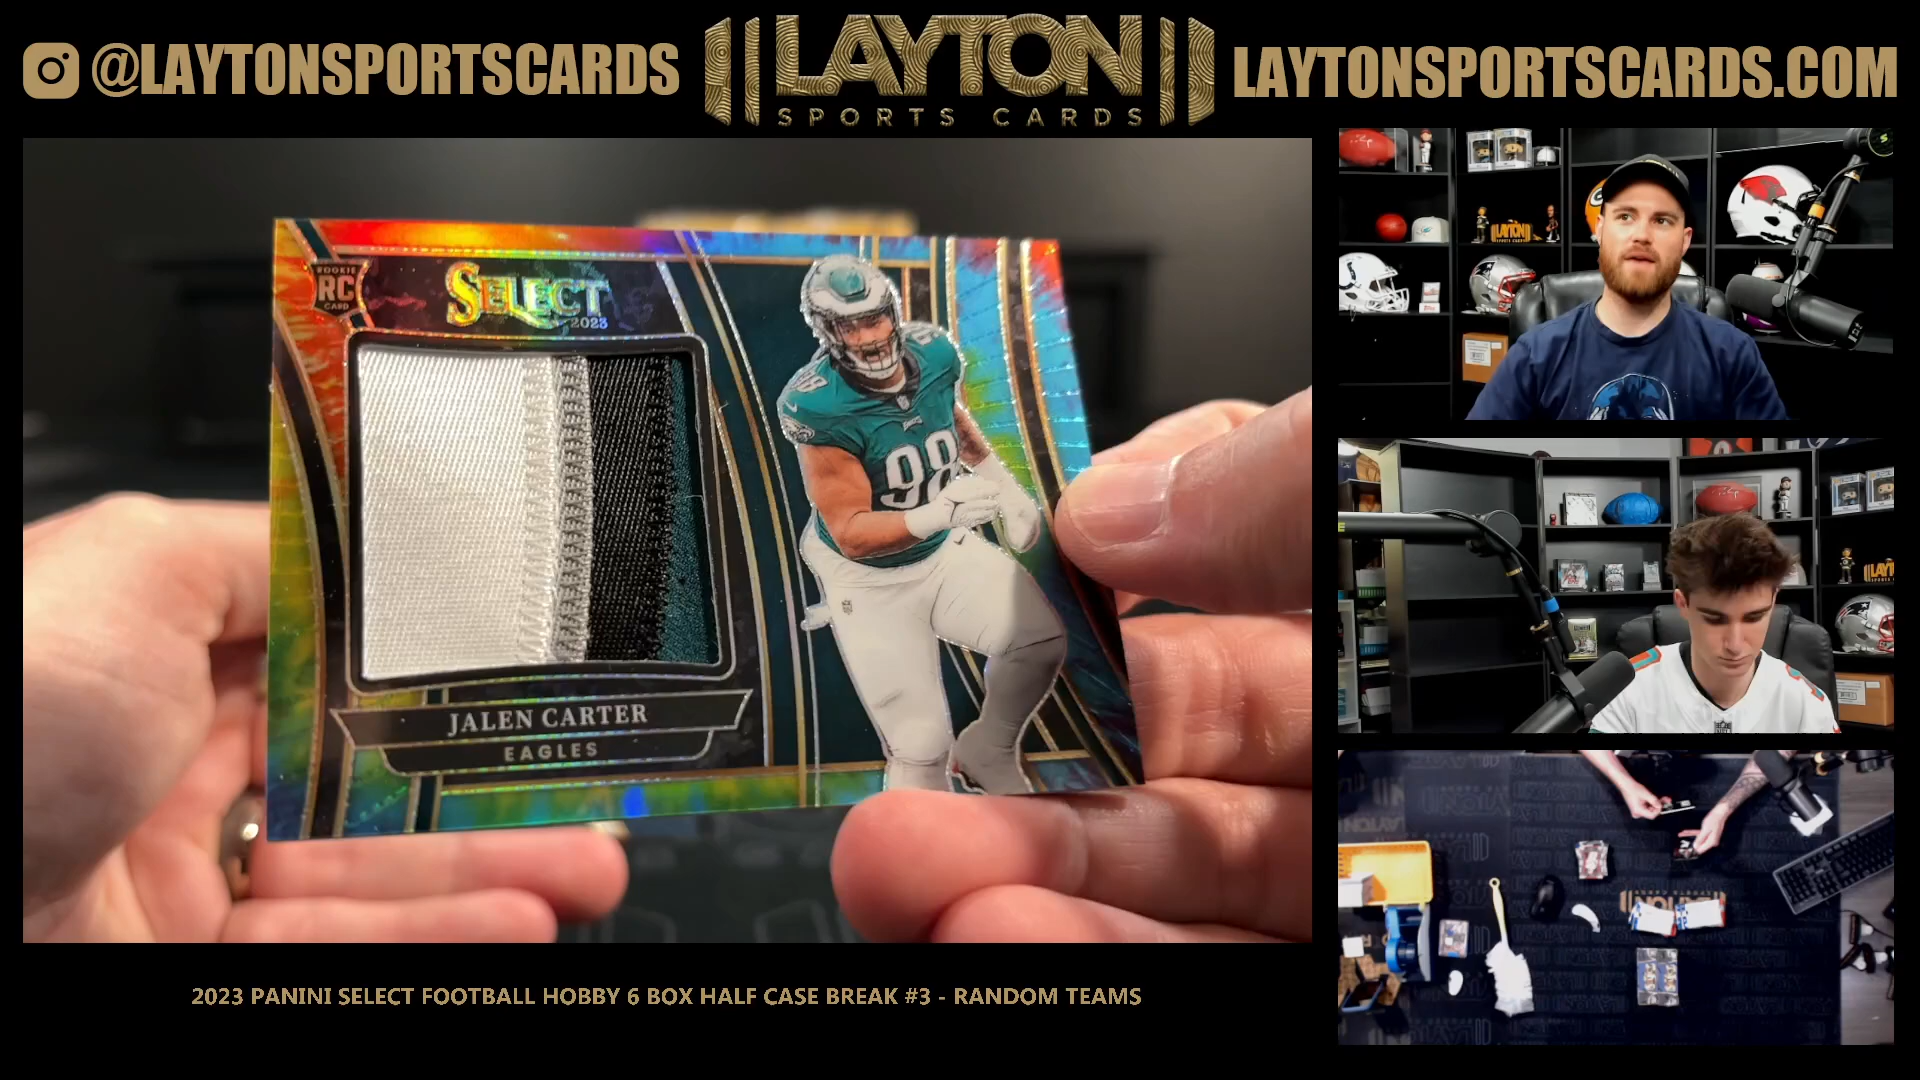 @LAYTONSPORTSCARDS
LAYTON
SPORTS CARDS
LAYTONSPORTSCARDS.COM
ROOKIE
RC
CARD
SELECT
2023
98
98
JALEN CARTER
EAGLES
2023 PANINI SELECT FOOTBALL HOBBY 6 BOX HALF CASE BREAK #3 - RANDOM TEAMS